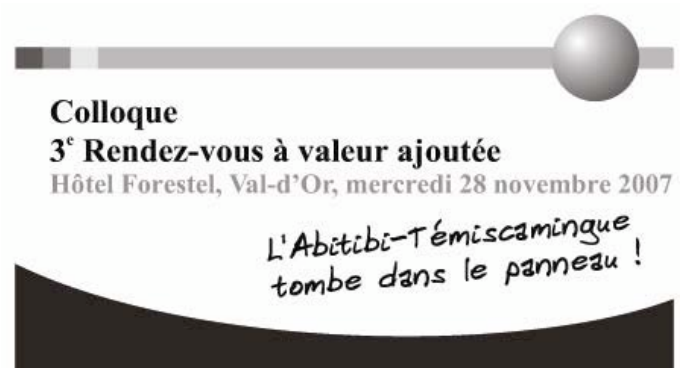 Colloque
3e Rendez-vous à valeur ajoutée
Hôtel Forestel, Val-d'Or, mercredi 28 novembre 2007
L'Abitibi-Témiscamingue
tombe dans le panneau !